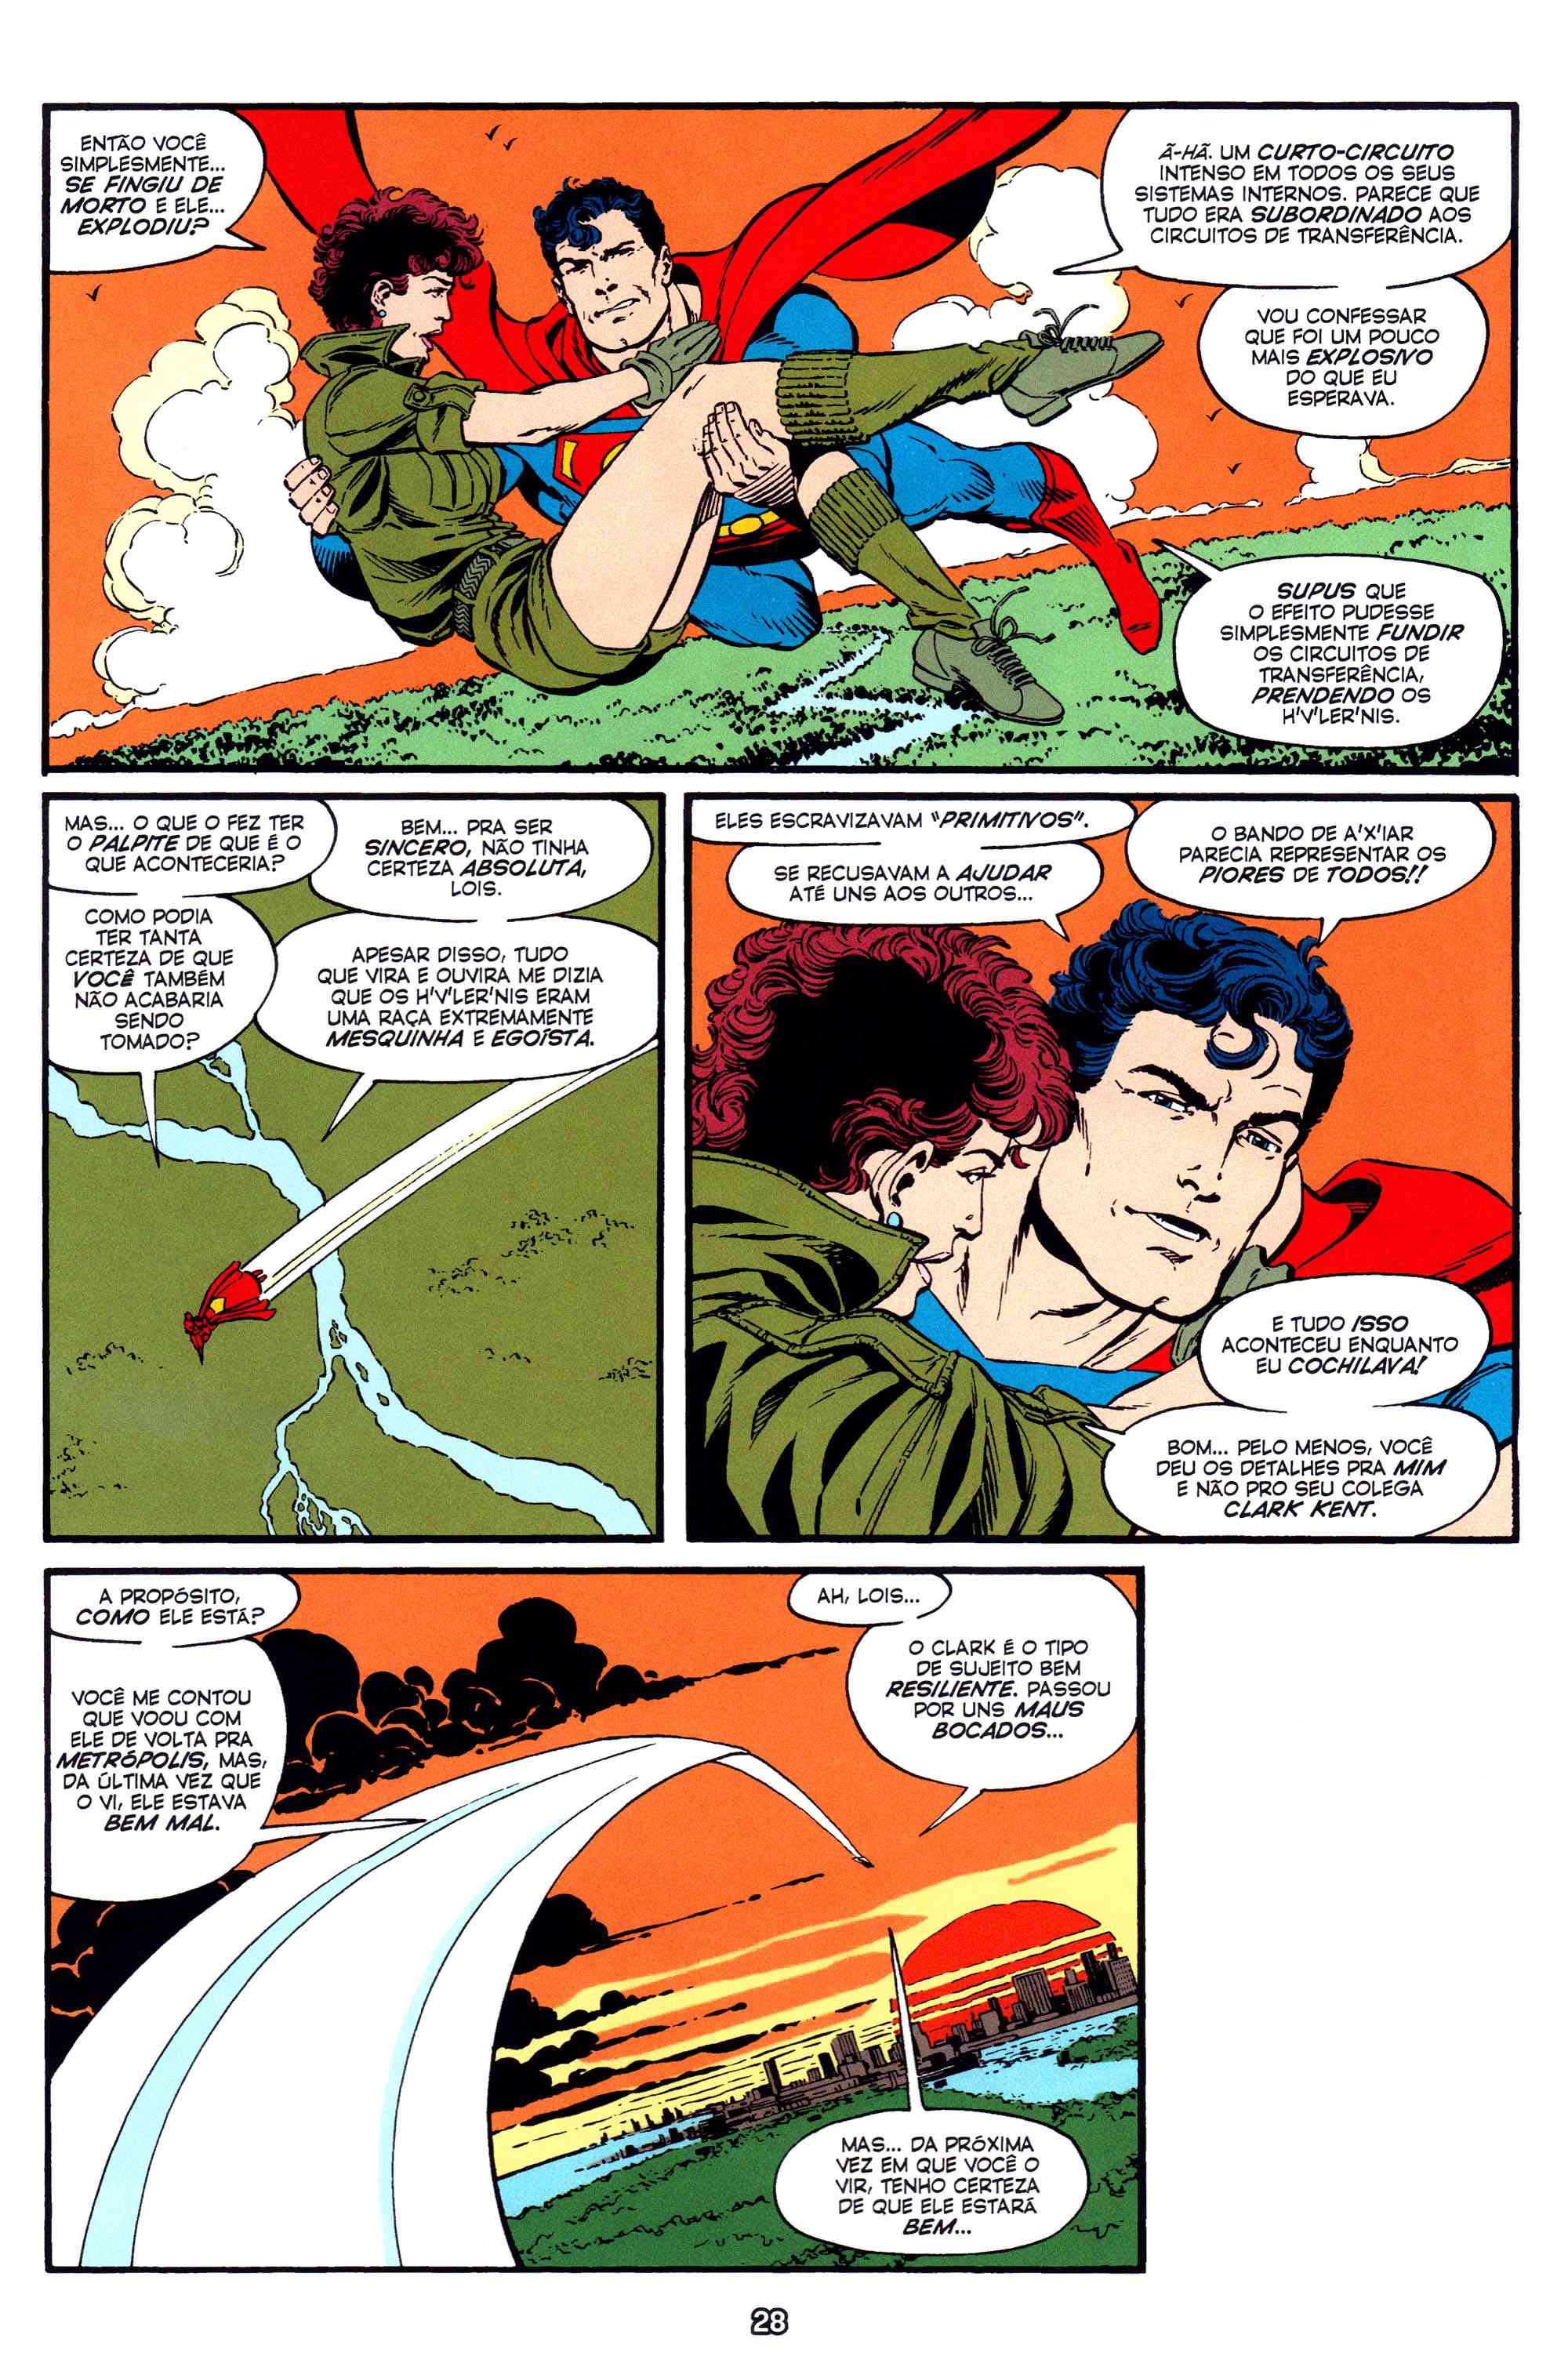 ENTÃO VOCÊ
SIMPLESMENTE...
SE FINGIU DE
MORTO E ELE...
EXPLODIU?
Ã-HÃ. UM CURTO-CIRCUITO
INTENSO EM TODOS OS SEUS
SISTEMAS INTERNOS. PARECE QUE
TUDO ERA SUBORDINADO AOS
CIRCUITOS DE TRANSFERÊNCIA.
VOU CONFESSAR
QUE FOI UM POUCO
MAIS EXPLOSIVO
DO QUE EU
ESPERAVA.
SUPUS QUE
O EFEITO PUDESSE
SIMPLESMENTE FUNDIR
OS CIRCUITOS DE
TRANSFERÊNCIA,
PRENDENDO OS
H'V'LER'NIS.
MAS... O QUE O FEZ TER
O PALPITE DE QUE É O
QUE ACONTECERIA?
COMO PODIA
TER TANTA
CERTEZA DE QUE
VOCÊ TAMBÉM
NÃO ACABARIA
SENDO
TOMADO?
BEM... PRA SER
SINCERO, NÃO TINHA
CERTEZA ABSOLUTA,
LOIS.
APESAR DISSO, TUDO
QUE VIRA E OUVIRA ME DIZIA
QUE OS H'V'LER'NIS ERAM
UMA RAÇA EXTREMAMENTE
MESQUINHA E EGOÍSTA.
ELES ESCRAVIZAVAM "PRIMITIVOS".
SE RECUSAVAM A AJUDAR
ATÉ UNS AOS OUTROS...
O BANDO DE A'X'IAR
PARECIA REPRESENTAR OS
PIORES DE TODOS!!
E TUDO ISSO
ACONTECEU ENQUANTO
EU COCHILAVA!
BOM... PELO MENOS, VOCÊ
DEU OS DETALHES PRA MIM
E NÃO PRO SEU COLEGA
CLARK KENT.
A PROPÓSITO,
COMO ELE ESTÁ?
VOCÊ ME CONTOU
QUE VOOU COM
ELE DE VOLTA PRA
METRÓPOLIS, MAS,
DA ÚLTIMA VEZ QUE
O VI, ELE ESTAVA
BEM MAL.
AH, LOIS...
O CLARK É O TIPO
DE SUJEITO BEM
RESILIENTE. PASSOU
POR UNS MAUS
BOCADOS...
MAS... DA PRÓXIMA
VEZ EM QUE VOCÊ O
VIR, TENHO CERTEZA
DE QUE ELE ESTARÁ
BEM...
28